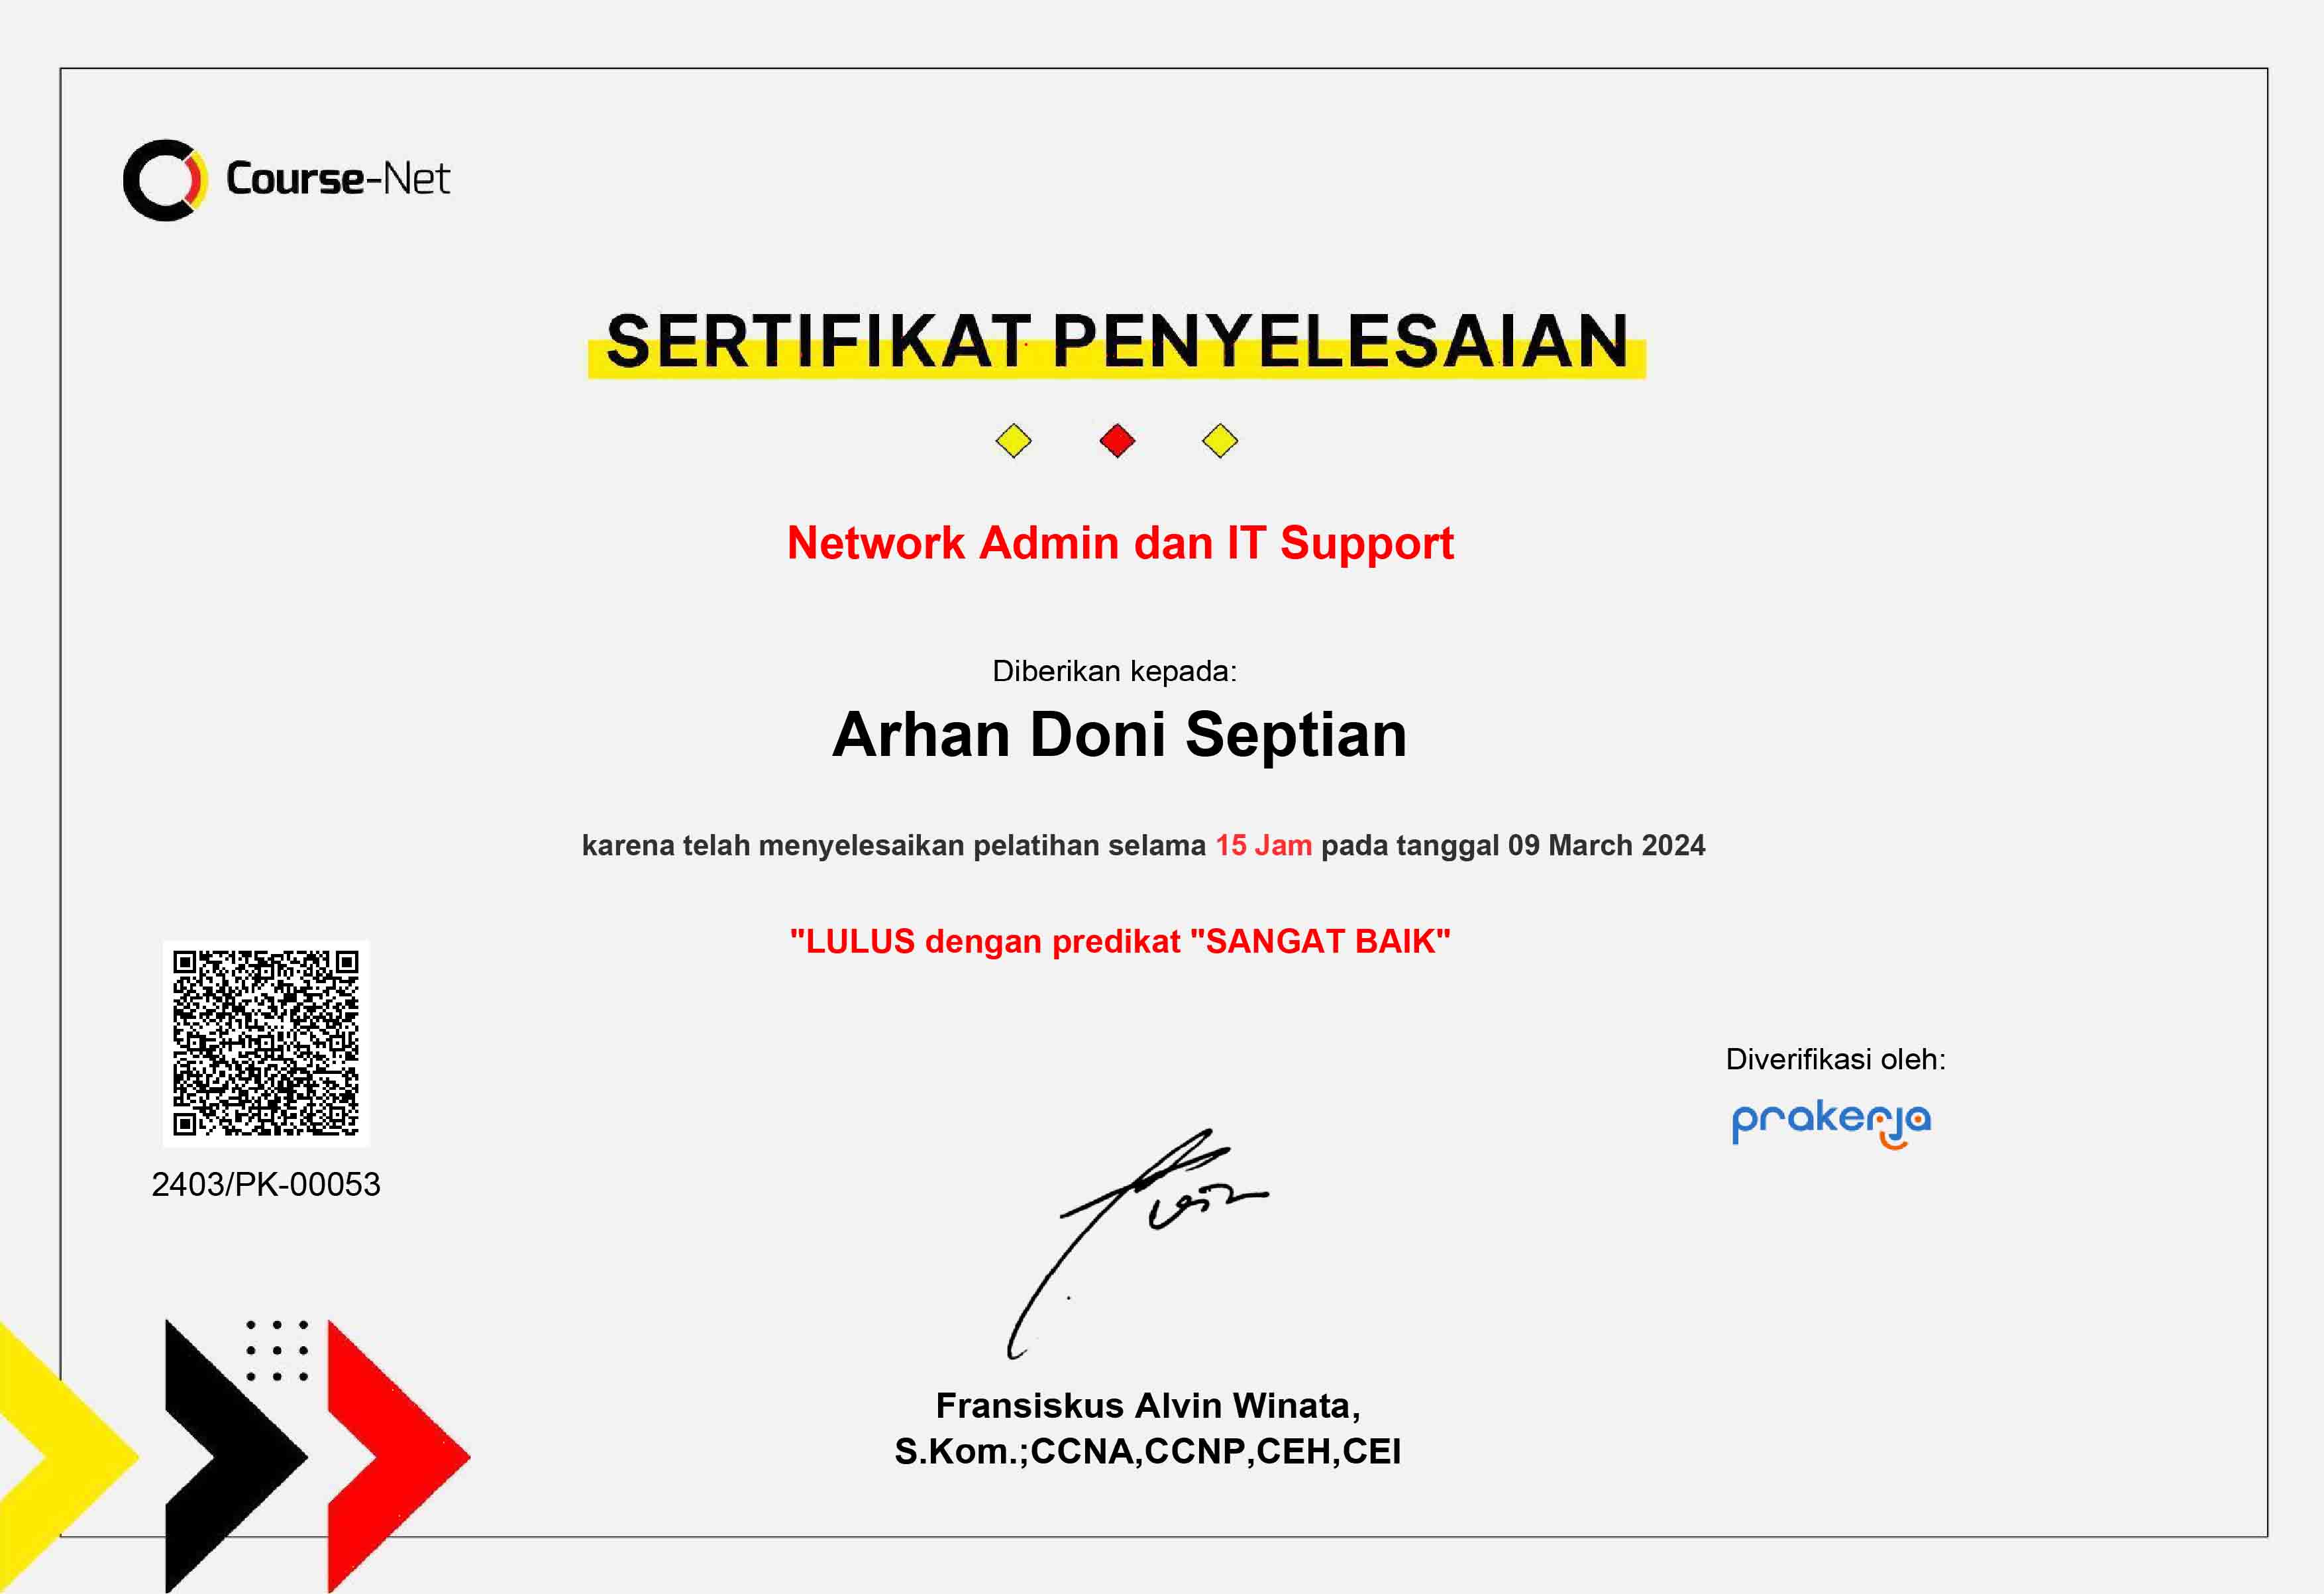 Course-Net
SERTIFIKAT PENYELESAIAN
Network Admin dan IT Support
Diberikan kepada:
Arhan Doni Septian
karena telah menyelesaikan pelatihan selama 15 Jam pada tanggal 09 March 2024
"LULUS dengan predikat "SANGAT BAIK"
Diverifikasi oleh:
prakerja
2403/PK-00053
Fransiskus Alvin Winata,
S.Kom.;CCNA,CCNP,CEH,CEI